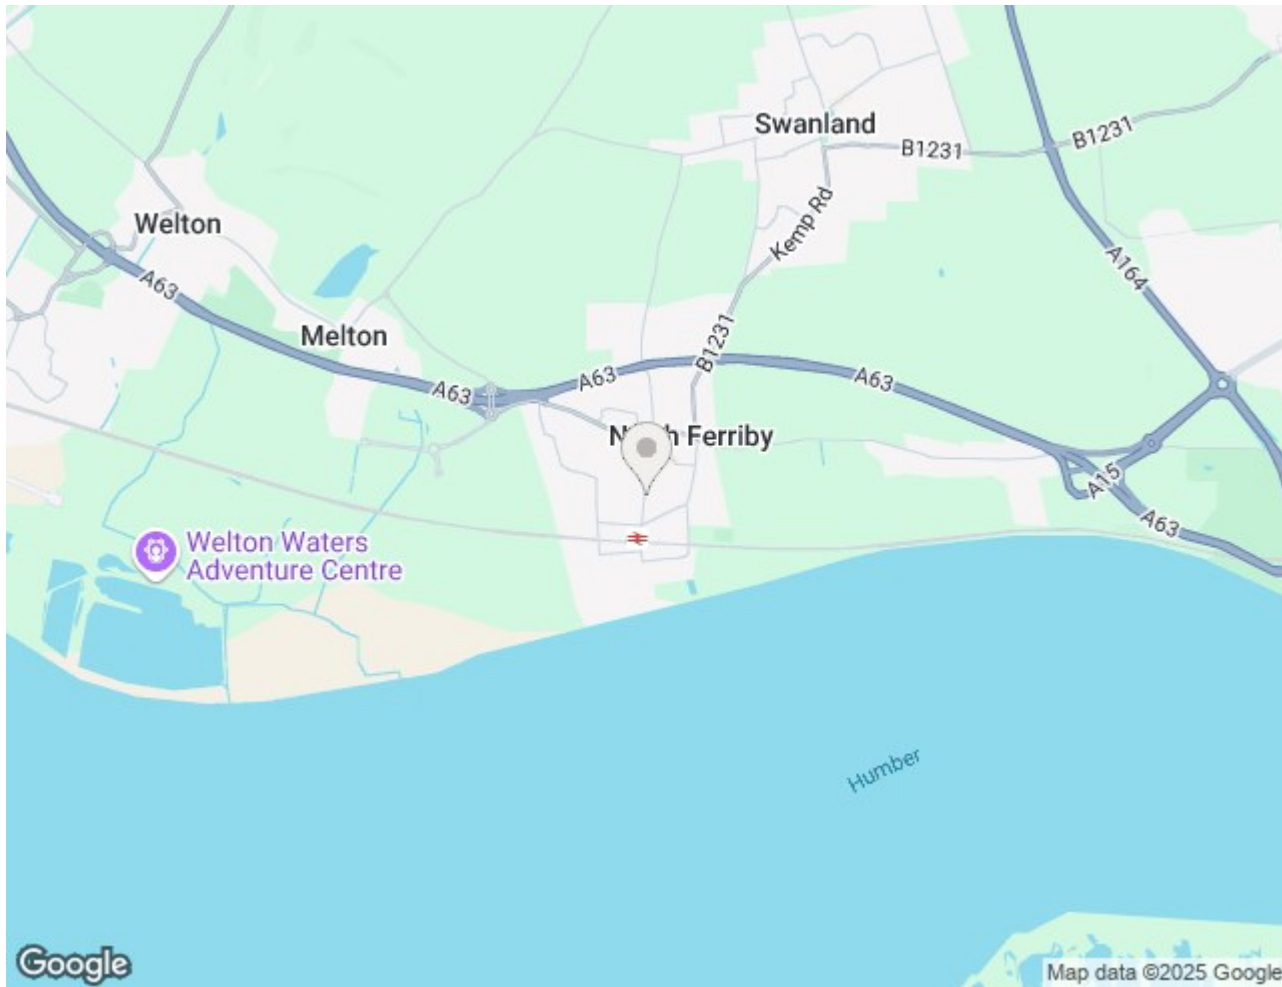 Swanland
B1231
B1231
Kemp Rd
Welton
A63
A164
Melton
B1231
A63
A63
A63
North Ferriby
A15
A63
Welton Waters
Adventure Centre
Humber
Google
Map data ©2025 Google